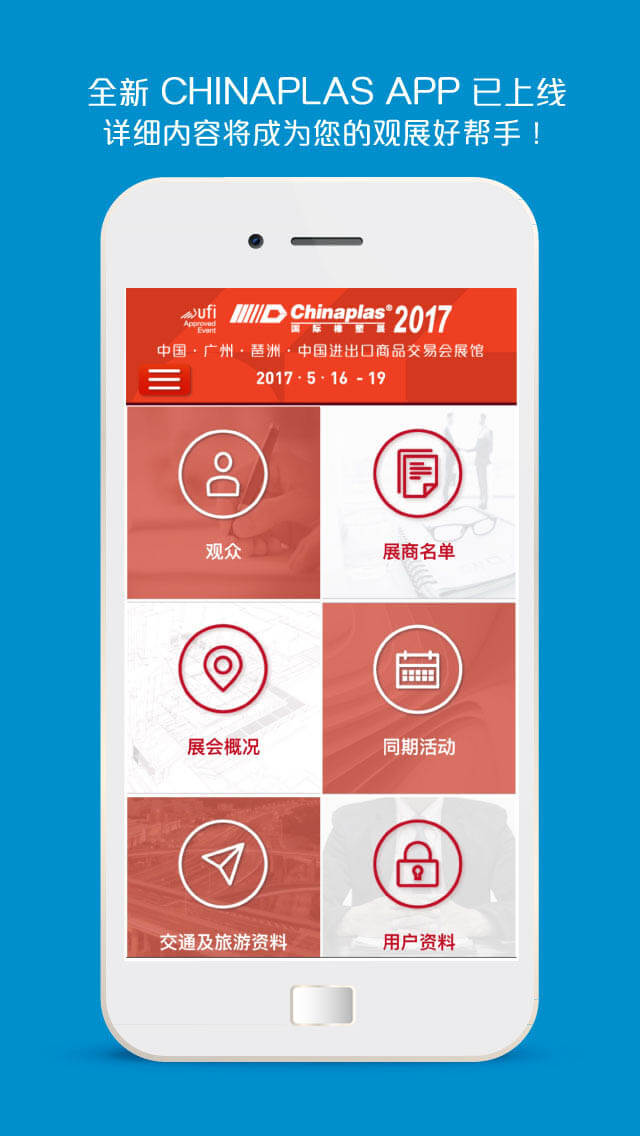 全新 CHINAPLAS APP 已上线
详细内容将成为您的观展好帮手！
ufi
Approved
Event
Chinaplas® 2017
国际橡塑展
中国·广州·琶洲·中国进出口商品交易会展馆
2017·5·16 - 19
观众
展商名单
展会概况
同期活动
交通及旅游资料
用户资料